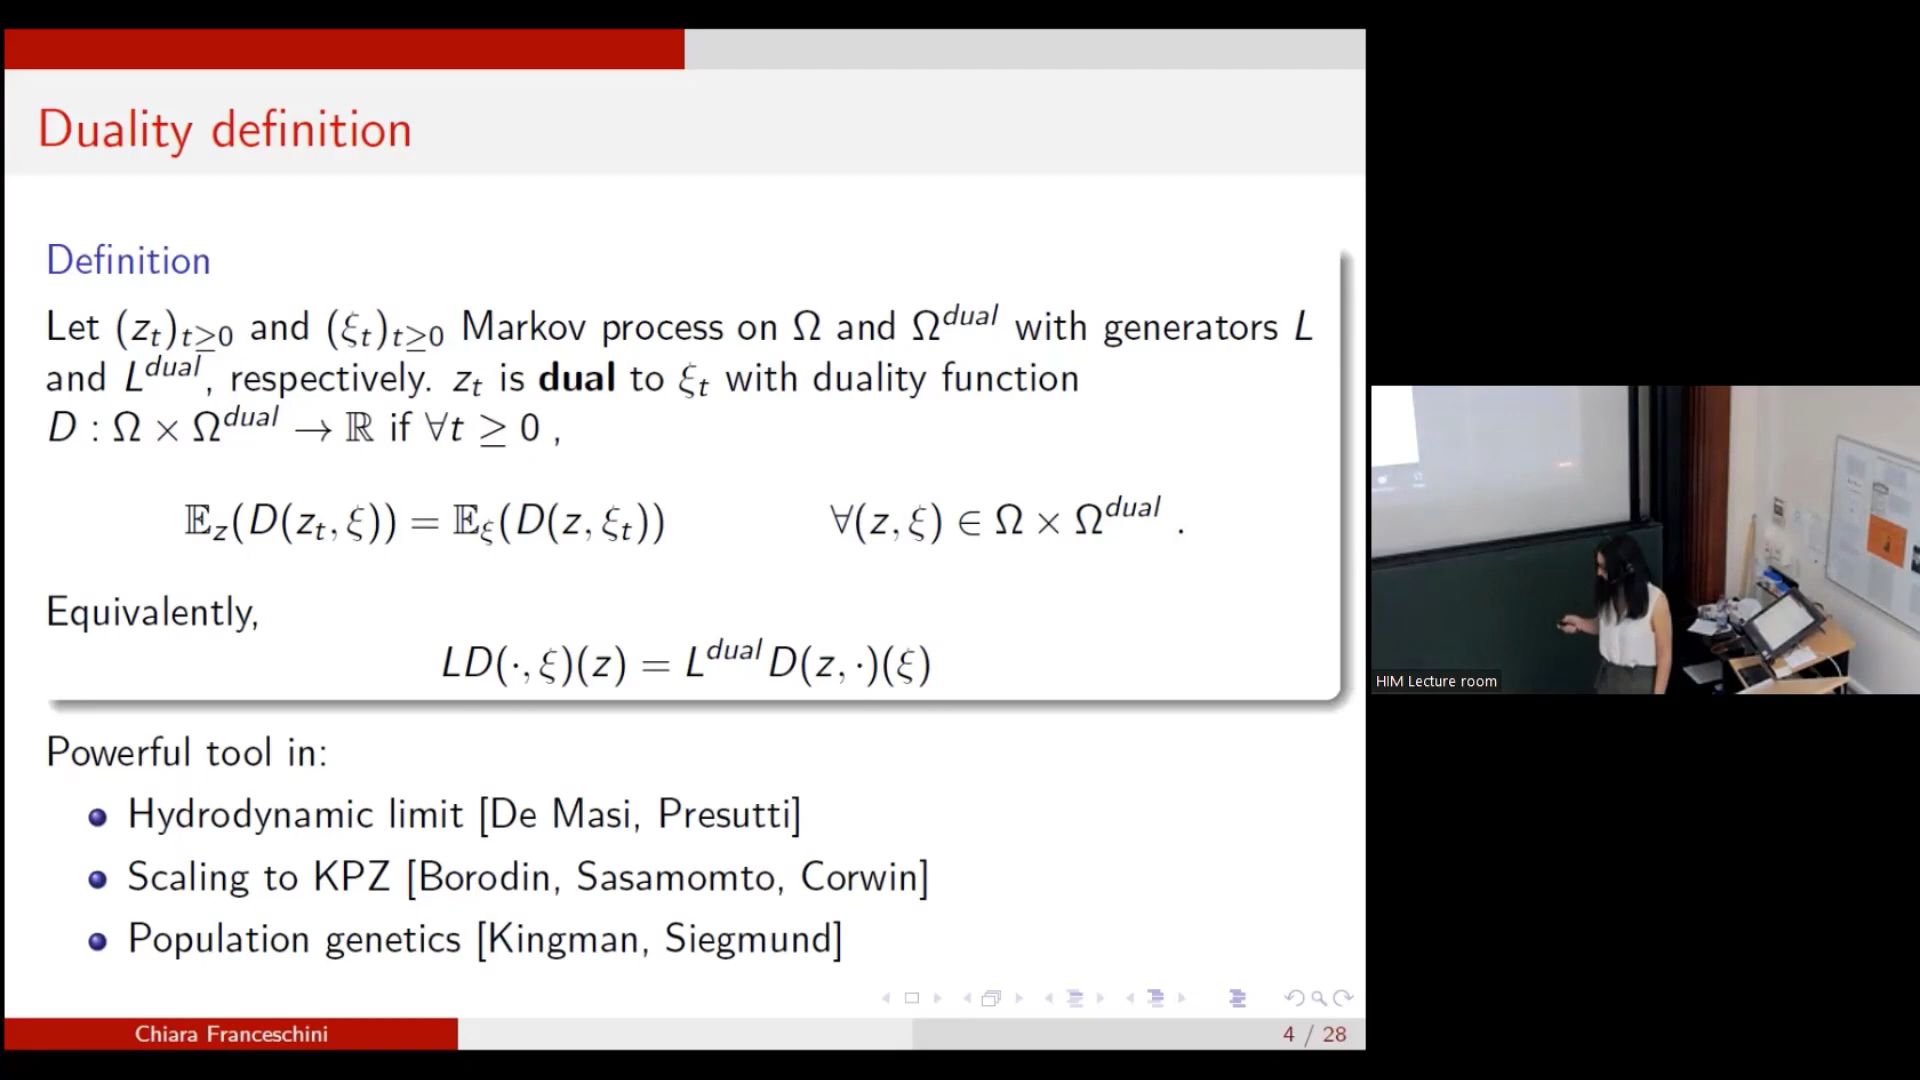 Duality definition
Definition
Let (z_t)_{t≥0} and (ξ_t)_{t≥0} Markov process on Ω and Ω^{dual} with generators L
and L^{dual}, respectively. z_t is dual to ξ_t with duality function
D : Ω × Ω^{dual} → ℝ if ∀t ≥ 0 ,
𝔼_z(D(z_t, ξ)) = 𝔼_ξ(D(z, ξ_t)) ∀(z, ξ) ∈ Ω × Ω^{dual} .
Equivalently,
LD(·, ξ)(z) = L^{dual} D(z, ·)(ξ)
Powerful tool in:
Hydrodynamic limit [De Masi, Presutti]
Scaling to KPZ [Borodin, Sasamomto, Corwin]
Population genetics [Kingman, Siegmund]
Chiara Franceschini
4 / 28
HIM Lecture room